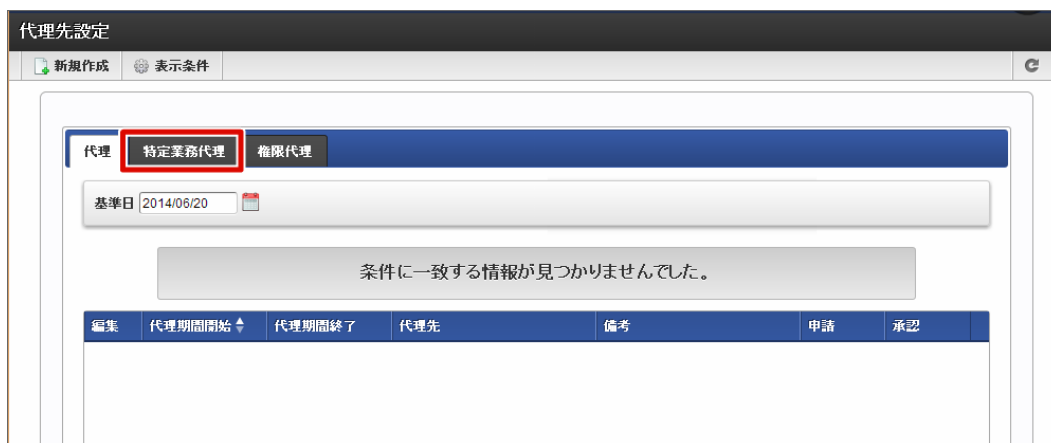 代理先設定
新規作成 表示条件
代理 特定業務代理 権限代理
基準日 2014/06/20
条件に一致する情報が見つかりませんでした。
編集 代理期間開始 代理期間終了 代理先 備考 申請 承認